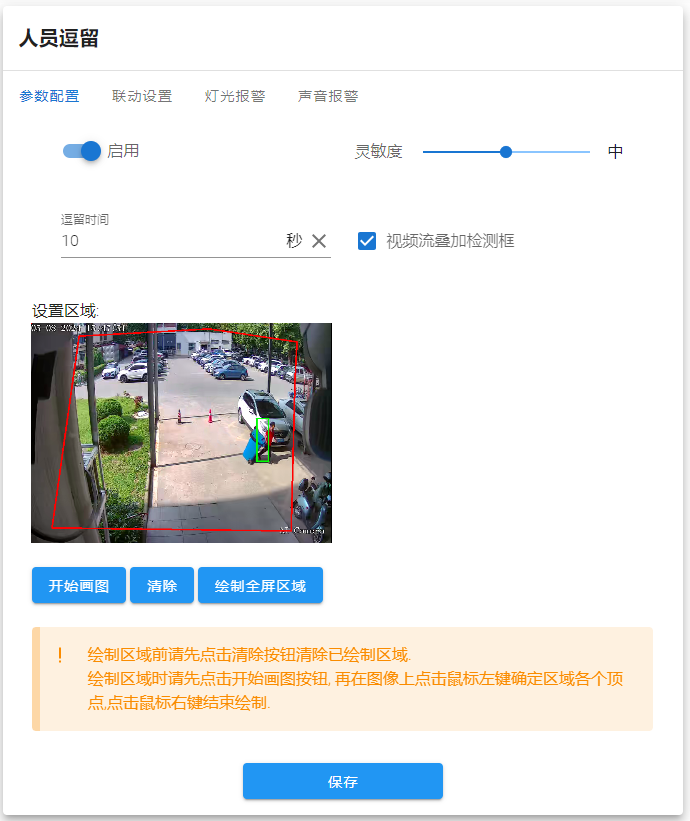 人员逗留
参数配置 联动设置 灯光报警 声音报警
启用 灵敏度 中
逗留时间
10 秒 视频流叠加检测框
设置区域:
AI Camera
开始画图 清除 绘制全屏区域
! 绘制区域前请先点击清除按钮清除已绘制区域.
绘制区域时请先点击开始画图按钮, 再在图像上点击鼠标左键确定区域各个顶
点,点击鼠标右键结束绘制.
保存